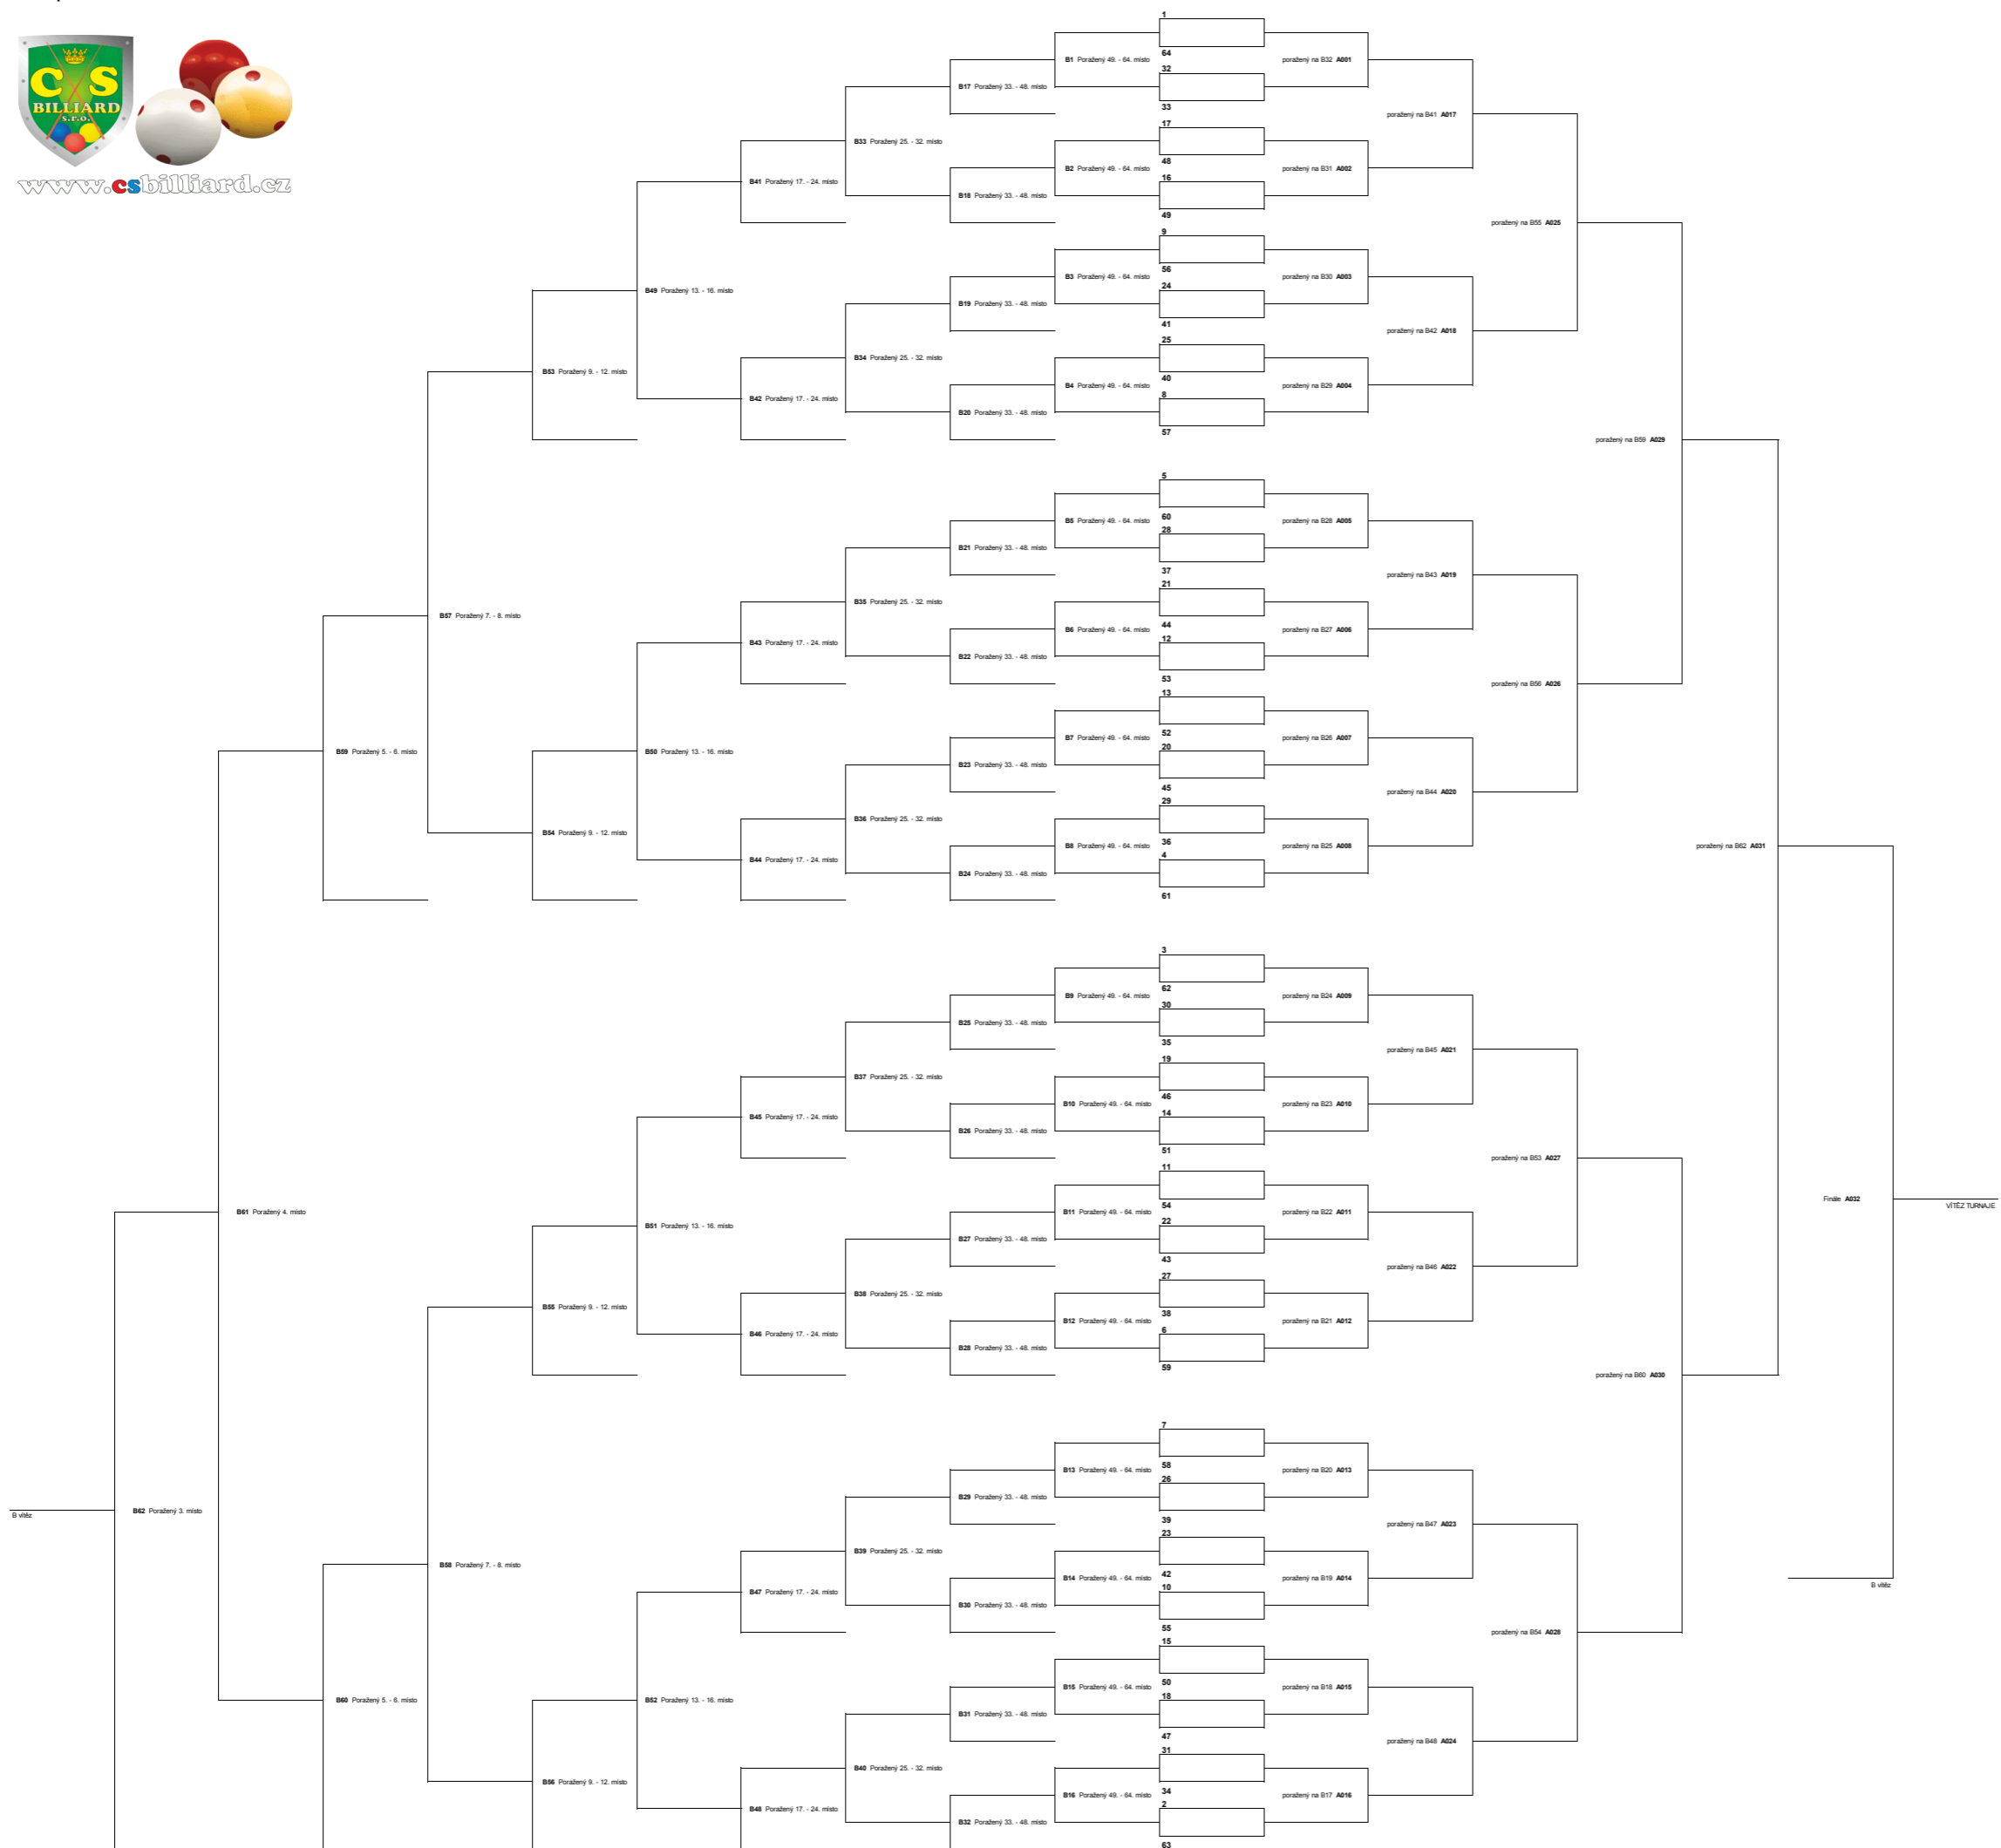 CS
BILLIARD
s.r.o.
www.csbilliard.cz
1
B1 Poražený 49. - 64. místo
64
poražený na B32 A001
32
B17 Poražený 33. - 48. místo
33
poražený na B41 A017
17
B33 Poražený 25. - 32. místo
48
B2 Poražený 49. - 64. místo
poražený na B31 A002
16
B41 Poražený 17. - 24. místo
B18 Poražený 33. - 48. místo
49
poražený na B55 A025
9
56
B3 Poražený 49. - 64. místo
poražený na B30 A003
24
B49 Poražený 13. - 16. místo
B19 Poražený 33. - 48. místo
41
poražený na B42 A018
25
B34 Poražený 25. - 32. místo
B53 Poražený 9. - 12. místo
40
B4 Poražený 49. - 64. místo
poražený na B29 A004
8
B42 Poražený 17. - 24. místo
B20 Poražený 33. - 48. místo
57
poražený na B59 A029
5
60
B5 Poražený 49. - 64. místo
poražený na B28 A005
28
B21 Poražený 33. - 48. místo
37
poražený na B43 A019
21
B35 Poražený 25. - 32. místo
B57 Poražený 7. - 8. místo
44
B6 Poražený 49. - 64. místo
poražený na B27 A006
12
B43 Poražený 17. - 24. místo
B22 Poražený 33. - 48. místo
53
poražený na B56 A026
13
52
B7 Poražený 49. - 64. místo
poražený na B26 A007
20
B59 Poražený 5. - 6. místo
B50 Poražený 13. - 16. místo
B23 Poražený 33. - 48. místo
45
poražený na B44 A020
29
B36 Poražený 25. - 32. místo
B54 Poražený 9. - 12. místo
36
B8 Poražený 49. - 64. místo
poražený na B25 A008
poražený na B62 A031
4
B44 Poražený 17. - 24. místo
B24 Poražený 33. - 48. místo
61
3
62
B9 Poražený 49. - 64. místo
poražený na B24 A009
30
B25 Poražený 33. - 48. místo
35
poražený na B45 A021
19
B37 Poražený 25. - 32. místo
46
B10 Poražený 49. - 64. místo
poražený na B23 A010
14
B45 Poražený 17. - 24. místo
B26 Poražený 33. - 48. místo
51
poražený na B53 A027
11
54
B61 Poražený 4. místo
B11 Poražený 49. - 64. místo
poražený na B22 A011
Finále A032
VÍTĚZ TURNAJE
22
B51 Poražený 13. - 16. místo
B27 Poražený 33. - 48. místo
43
poražený na B46 A022
27
B38 Poražený 25. - 32. místo
B55 Poražený 9. - 12. místo
38
B12 Poražený 49. - 64. místo
poražený na B21 A012
6
B46 Poražený 17. - 24. místo
B28 Poražený 33. - 48. místo
59
poražený na B60 A030
7
58
B13 Poražený 49. - 64. místo
poražený na B20 A013
26
B29 Poražený 33. - 48. místo
B62 Poražený 3. místo
B vítěz
39
poražený na B47 A023
23
B39 Poražený 25. - 32. místo
B58 Poražený 7. - 8. místo
42
B14 Poražený 49. - 64. místo
poražený na B19 A014
B vítěz
10
B47 Poražený 17. - 24. místo
B30 Poražený 33. - 48. místo
55
poražený na B54 A028
15
50
B15 Poražený 49. - 64. místo
poražený na B18 A015
18
B60 Poražený 5. - 6. místo
B52 Poražený 13. - 16. místo
B31 Poražený 33. - 48. místo
47
poražený na B48 A024
31
B40 Poražený 25. - 32. místo
B56 Poražený 9. - 12. místo
34
B16 Poražený 49. - 64. místo
poražený na B17 A016
2
B48 Poražený 17. - 24. místo
B32 Poražený 33. - 48. místo
63